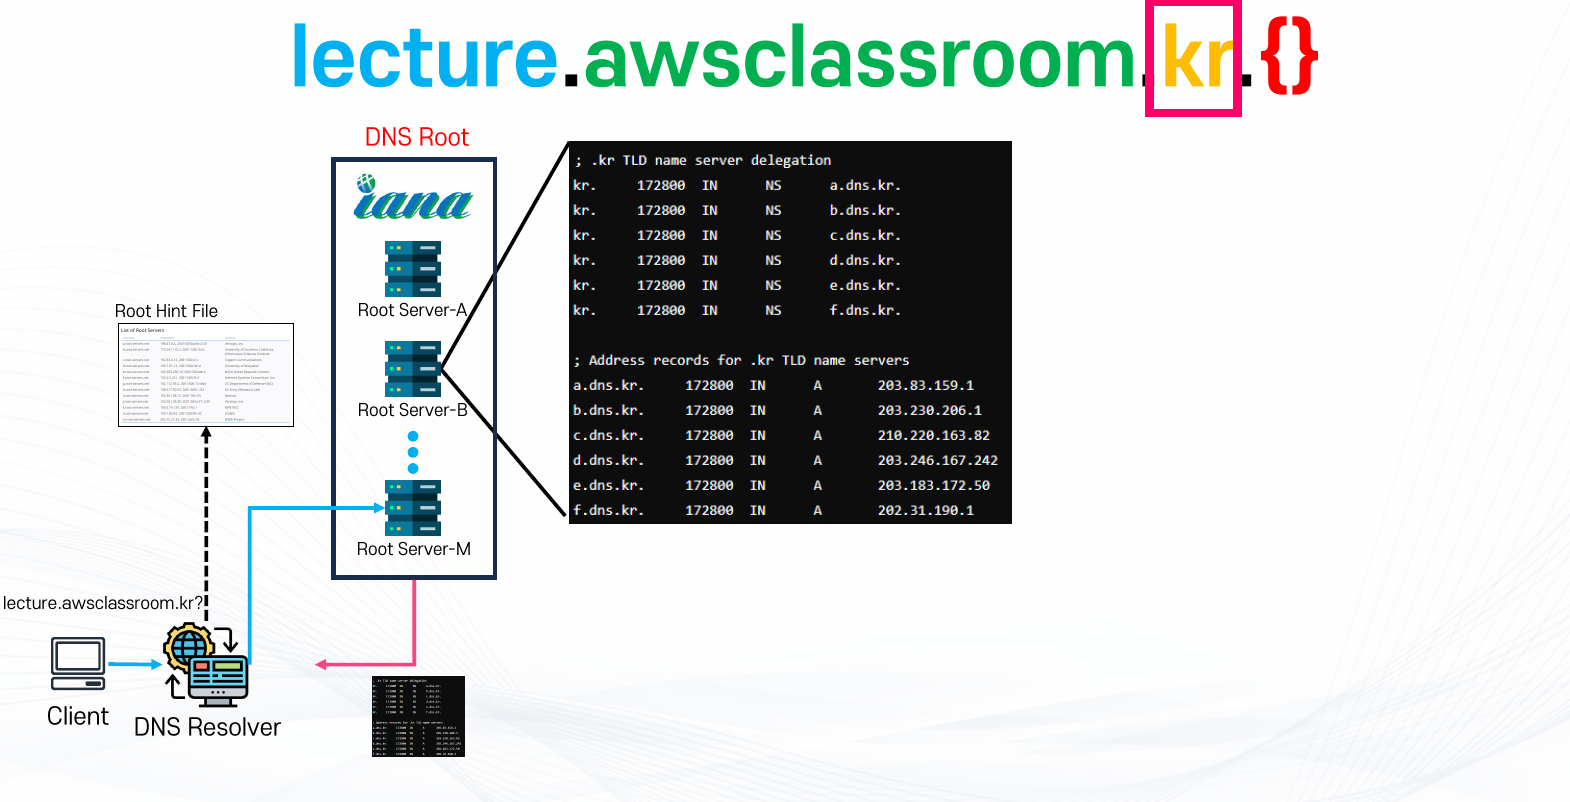 lecture.awsclassroom.kr.{}
DNS Root
iana
Root Server-A
Root Server-B
Root Server-M
; .kr TLD name server delegation
kr. 172800 IN NS a.dns.kr.
kr. 172800 IN NS b.dns.kr.
kr. 172800 IN NS c.dns.kr.
kr. 172800 IN NS d.dns.kr.
kr. 172800 IN NS e.dns.kr.
kr. 172800 IN NS f.dns.kr.
; Address records for .kr TLD name servers
a.dns.kr. 172800 IN A 203.83.159.1
b.dns.kr. 172800 IN A 203.230.206.1
c.dns.kr. 172800 IN A 210.220.163.82
d.dns.kr. 172800 IN A 203.246.167.242
e.dns.kr. 172800 IN A 203.183.172.50
f.dns.kr. 172800 IN A 202.31.190.1
Root Hint File
List of Root Servers
lecture.awsclassroom.kr?
Client
DNS Resolver